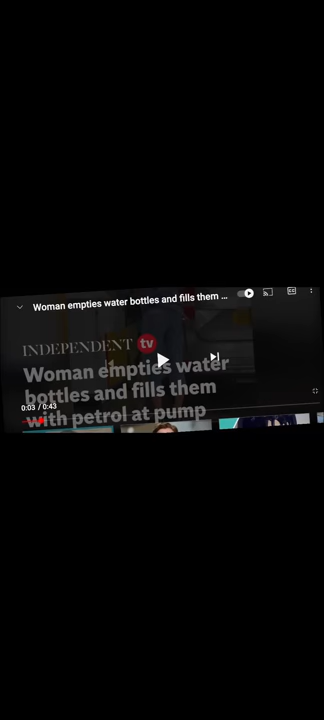 Woman empties water bottles and fills them ...
INDEPENDENT tv
Woman empties water
bottles and fills them
with petrol at pump
0:03 / 0:43